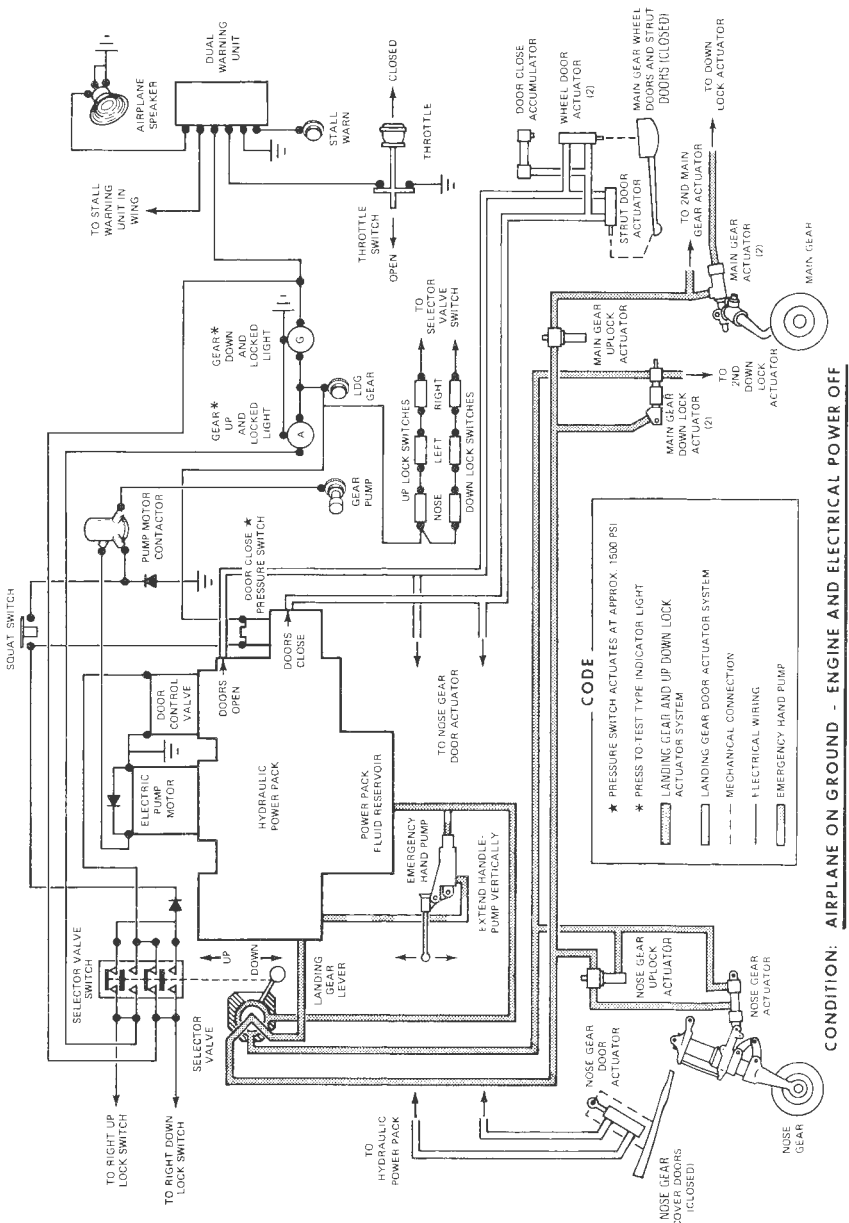 AIRPLANE
SPEAKER
DUAL
WARNING
UNIT
STALL
WARN
TO STALL
WARNING
UNIT IN
WING
THROTTLE
SWITCH
OPEN
CLOSED
THROTTLE
SQUAT SWITCH
PUMP MOTOR
CONTACTOR
GEAR*
UP
AND
LOCKED
LIGHT
A
GEAR*
DOWN
AND
LOCKED
LIGHT
G
LDG
GEAR
GEAR
PUMP
DOOR CLOSE ★
PRESSURE SWITCH
UP LOCK SWITCHES
NOSE
LEFT
RIGHT
DOWN LOCK SWITCHES
TO
SELECTOR
VALVE
SWITCH
DOOR CLOSE
ACCUMULATOR
WHEEL DOOR
ACTUATOR
(2)
STRUT DOOR
ACTUATOR
MAIN GEAR WHEEL
DOORS AND STRUT
DOORS (CLOSED)
SELECTOR VALVE
SWITCH
TO RIGHT UP
LOCK SWITCH
TO RIGHT DOWN
LOCK SWITCH
SELECTOR
VALVE
UP
DOWN
LANDING
GEAR
LEVER
ELECTRIC
PUMP
MOTOR
DOOR
CONTROL
VALVE
HYDRAULIC
POWER PACK
DOORS
OPEN
DOORS
CLOSE
POWER PACK
FLUID RESERVOIR
EMERGENCY
HAND PUMP
EXTEND HANDLE-
PUMP VERTICALLY
TO NOSE GEAR
DOOR ACTUATOR
TO
HYDRAULIC
POWER PACK
NOSE GEAR
DOOR
ACTUATOR
NOSE GEAR
COVER DOORS
(CLOSED)
NOSE GEAR
UPLOCK
ACTUATOR
NOSE GEAR
ACTUATOR
NOSE
GEAR
MAIN GEAR
UPLOCK
ACTUATOR
MAIN GEAR
DOWN LOCK
ACTUATOR
(2)
TO
2ND DOWN
LOCK
ACTUATOR
TO 2ND MAIN
GEAR ACTUATOR
MAIN GEAR
ACTUATOR
(2)
TO DOWN
LOCK ACTUATOR
MAIN GEAR
CODE
★ PRESSURE SWITCH ACTUATES AT APPROX. 1500 PSI
* PRESS-TO-TEST TYPE INDICATOR LIGHT
LANDING GEAR AND UP DOWN LOCK
ACTUATOR SYSTEM
LANDING GEAR DOOR ACTUATOR SYSTEM
MECHANICAL CONNECTION
ELECTRICAL WIRING
EMERGENCY HAND PUMP
CONDITION: AIRPLANE ON GROUND - ENGINE AND ELECTRICAL POWER OFF